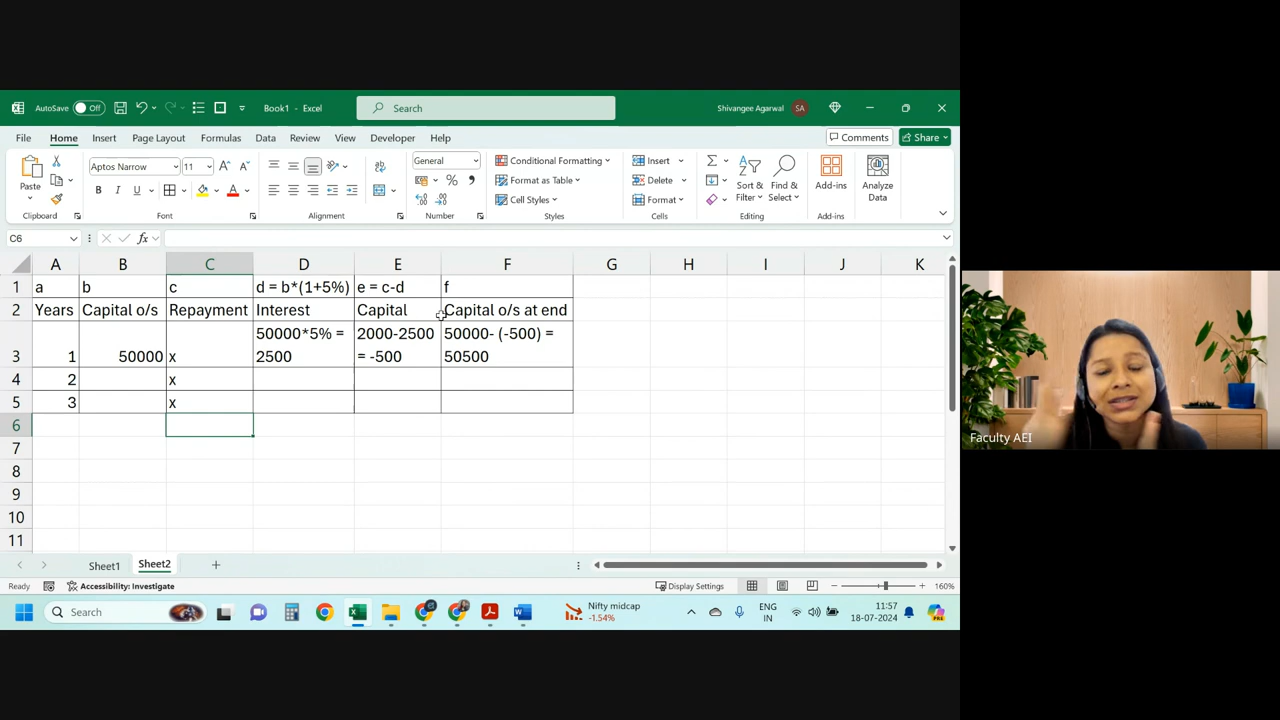 AutoSave Off Book1 - Excel Search Shivangee Agarwal SA
File Home Insert Page Layout Formulas Data Review View Developer Help Comments Share
Paste
Clipboard
Aptos Narrow 11 A A
B I U A
Font
ab
Alignment
General
% ,
Number
Conditional Formatting
Format as Table
Cell Styles
Styles
Insert
Delete
Format
Cells
Sort & Filter
Find & Select
Editing
Add-ins
Add-ins
Analyze Data
C6 fx
A B C D E F G H J K
1 a b c d = b*(1+5%) e = c-d f
2 Years Capital o/s Repayment Interest Capital Capital o/s at end
50000*5% = 2000-2500 50000- (-500) =
3 1 50000 x 2500 = -500 50500
4 2 x
5 3 x
6
7
8
9
10
11
Faculty AEI
Sheet1 Sheet2 +
Ready Accessibility: Investigate Display Settings 160%
Search
Nifty midcap
-1.54%
ENG
IN
11:57
18-07-2024